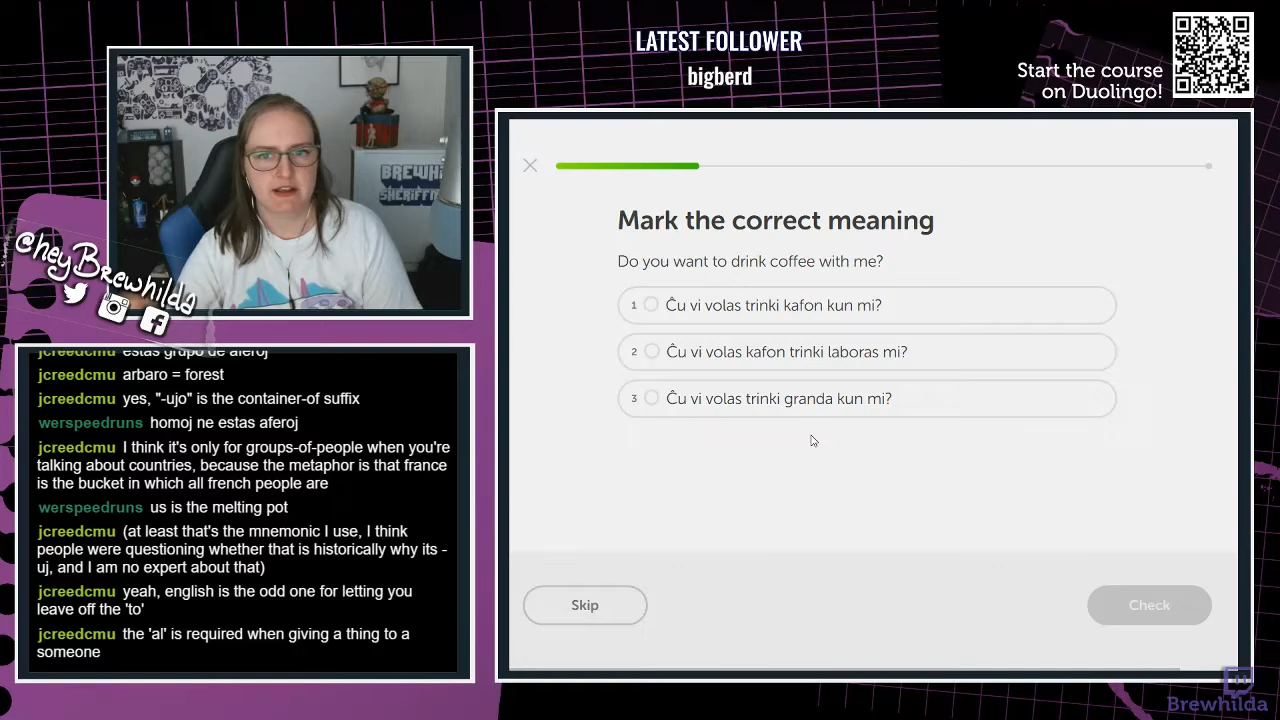 LATEST FOLLOWER
bigberd
Start the course
on Duolingo!
BREWHI
SHERIFF
@heyBrewhilda
estas grupo de aferoj
jcreedcmu arbaro = forest
jcreedcmu yes, "-ujo" is the container-of suffix
werspeedruns homoj ne estas aferoj
jcreedcmu I think it's only for groups-of-people when you're
talking about countries, because the metaphor is that france
is the bucket in which all french people are
werspeedruns us is the melting pot
jcreedcmu (at least that's the mnemonic I use, I think
people were questioning whether that is historically why its -
uj, and I am no expert about that)
jcreedcmu yeah, english is the odd one for letting you
leave off the 'to'
jcreedcmu the 'al' is required when giving a thing to a
someone
Mark the correct meaning
Do you want to drink coffee with me?
1 Ĉu vi volas trinki kafon kun mi?
2 Ĉu vi volas kafon trinki laboras mi?
3 Ĉu vi volas trinki granda kun mi?
Skip
Check
Brewhilda